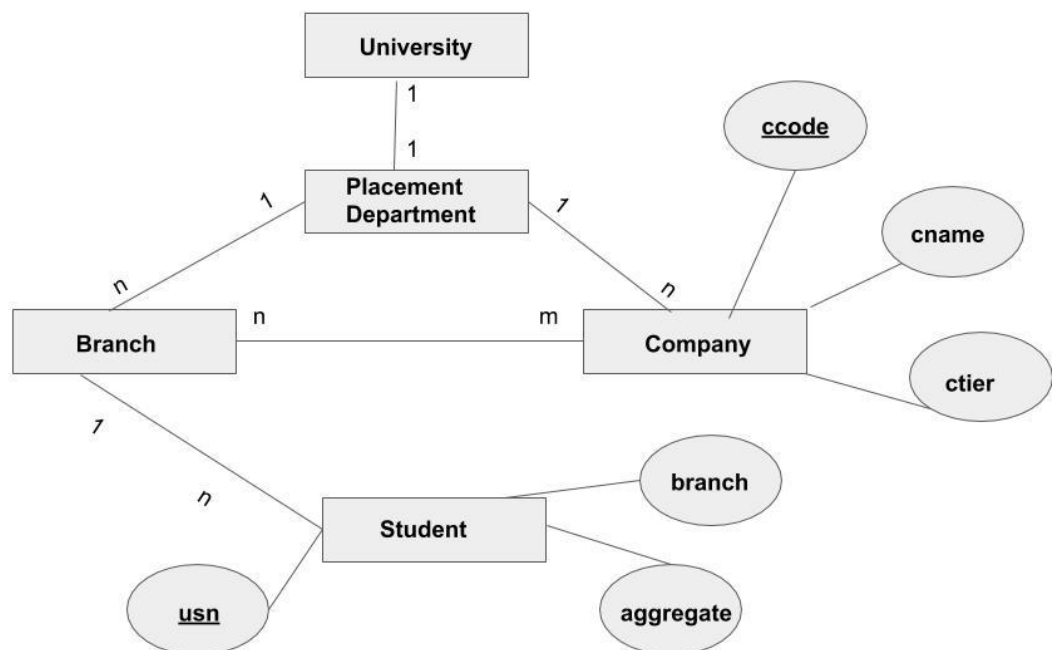 University
1
ccode
1
Placement
Department
1
1
cname
n
n
n
m
Branch
Company
ctier
1
branch
n
Student
usn
aggregate